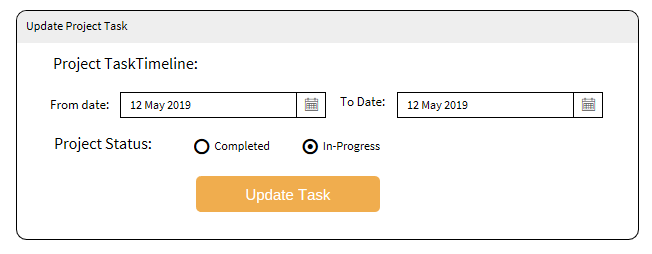 Update Project Task
Project TaskTimeline:
From date: 12 May 2019 To Date: 12 May 2019
Project Status: Completed In-Progress
Update Task